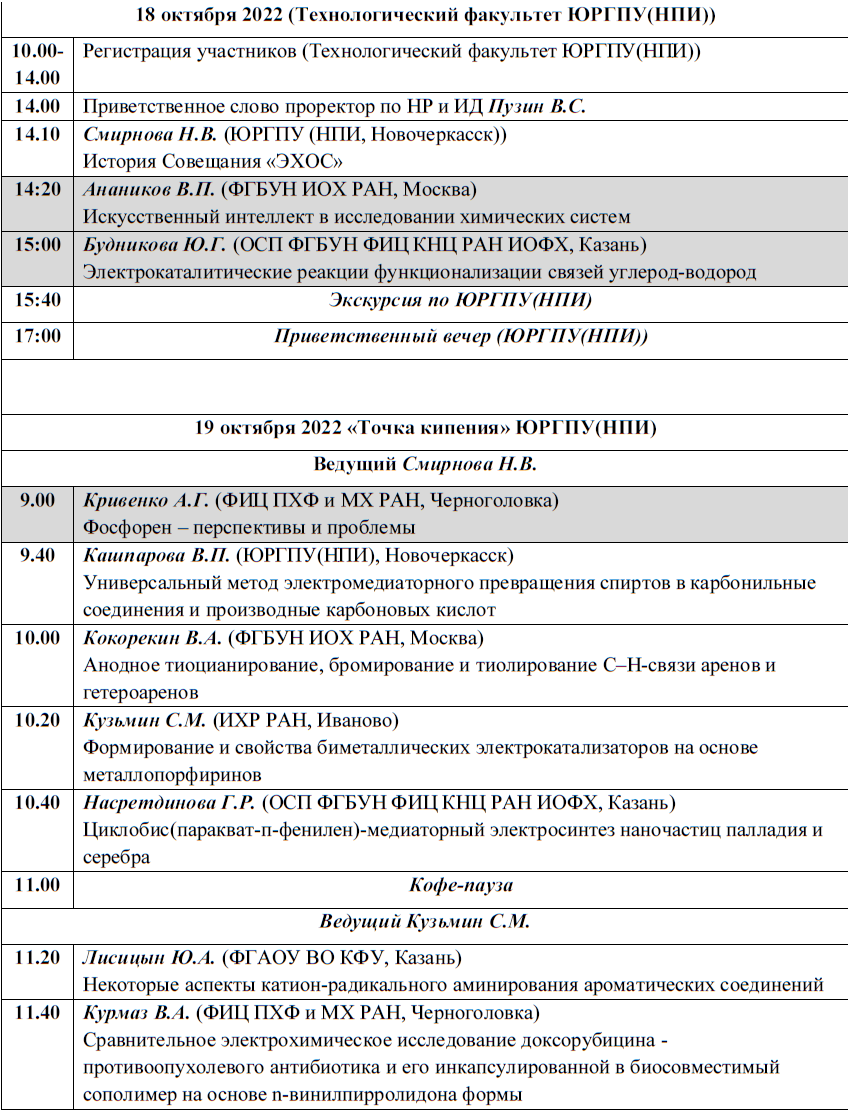 18 октября 2022 (Технологический факультет ЮРГПУ(НПИ))
10.00- Регистрация участников (Технологический факультет ЮРГПУ(НПИ))
14.00
14.00 Приветственное слово проректор по НР и ИД Пузин В.С.
14.10 Смирнова Н.В. (ЮРГПУ (НПИ, Новочеркасск))
История Совещания «ЭХОС»
14:20 Анаников В.П. (ФГБУН ИОХ РАН, Москва)
Искусственный интеллект в исследовании химических систем
15:00 Будникова Ю.Г. (ОСП ФГБУН ФИЦ КНЦ РАН ИОФХ, Казань)
Электрокаталитические реакции функционализации связей углерод-водород
15:40 Экскурсия по ЮРГПУ(НПИ)
17:00 Приветственный вечер (ЮРГПУ(НПИ))
19 октября 2022 «Точка кипения» ЮРГПУ(НПИ)
Ведущий Смирнова Н.В.
9.00 Кривенко А.Г. (ФИЦ ПХФ и МХ РАН, Черноголовка)
Фосфорен – перспективы и проблемы
9.40 Кашпарова В.П. (ЮРГПУ(НПИ), Новочеркасск)
Универсальный метод электромедиаторного превращения спиртов в карбонильные
соединения и производные карбоновых кислот
10.00 Кокорекин В.А. (ФГБУН ИОХ РАН, Москва)
Анодное тиоцианирование, бромирование и тиолирование С–Н-связи аренов и
гетероаренов
10.20 Кузьмин С.М. (ИХР РАН, Иваново)
Формирование и свойства биметаллических электрокатализаторов на основе
металлопорфиринов
10.40 Насретдинова Г.Р. (ОСП ФГБУН ФИЦ КНЦ РАН ИОФХ, Казань)
Циклобис(паракват-п-фенилен)-медиаторный электросинтез наночастиц палладия и
серебра
11.00 Кофе-пауза
Ведущий Кузьмин С.М.
11.20 Лисицын Ю.А. (ФГАОУ ВО КФУ, Казань)
Некоторые аспекты катион-радикального аминирования ароматических соединений
11.40 Курмаз В.А. (ФИЦ ПХФ и МХ РАН, Черноголовка)
Сравнительное электрохимическое исследование доксорубицина -
противоопухолевого антибиотика и его инкапсулированной в биосовместимый
сополимер на основе n-винилпирролидона формы